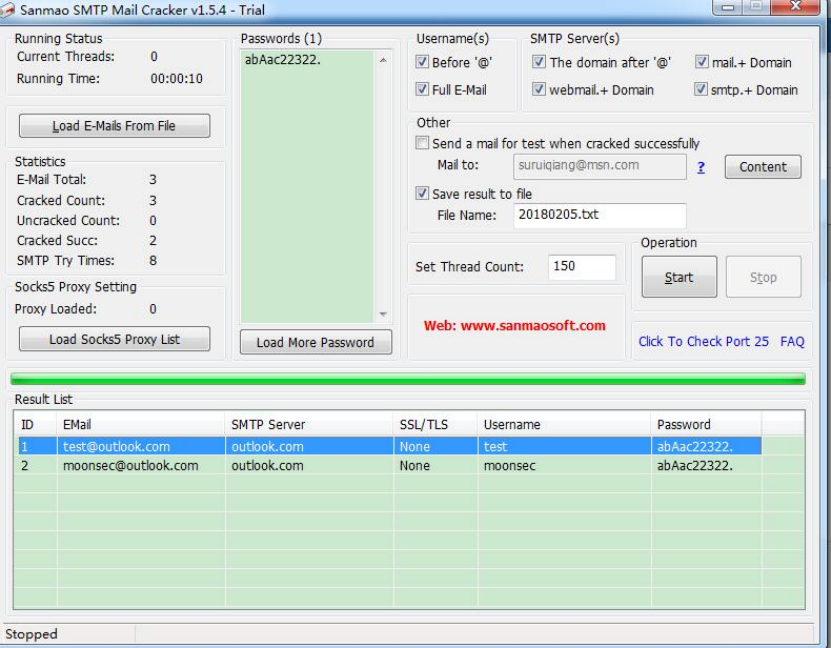 Sanmao SMTP Mail Cracker v1.5.4 - Trial
Running Status
Current Threads: 0
Running Time: 00:00:10
Load E-Mails From File
Statistics
E-Mail Total: 3
Cracked Count: 3
Uncracked Count: 0
Cracked Succ: 2
SMTP Try Times: 8
Socks5 Proxy Setting
Proxy Loaded: 0
Load Socks5 Proxy List
Passwords (1)
abAac22322.
Load More Password
Username(s)
Before '@'
Full E-Mail
SMTP Server(s)
The domain after '@' mail.+ Domain
webmail.+ Domain smtp.+ Domain
Other
Send a mail for test when cracked successfully
Mail to: suruiqiang@msn.com ? Content
Save result to file
File Name: 20180205.txt
Set Thread Count: 150
Operation
Start Stop
Web: www.sanmaosoft.com
Click To Check Port 25 FAQ
Result List
ID EMail SMTP Server SSL/TLS Username Password
1 test@outlook.com outlook.com None test abAac22322.
2 moonsec@outlook.com outlook.com None moonsec abAac22322.
Stopped